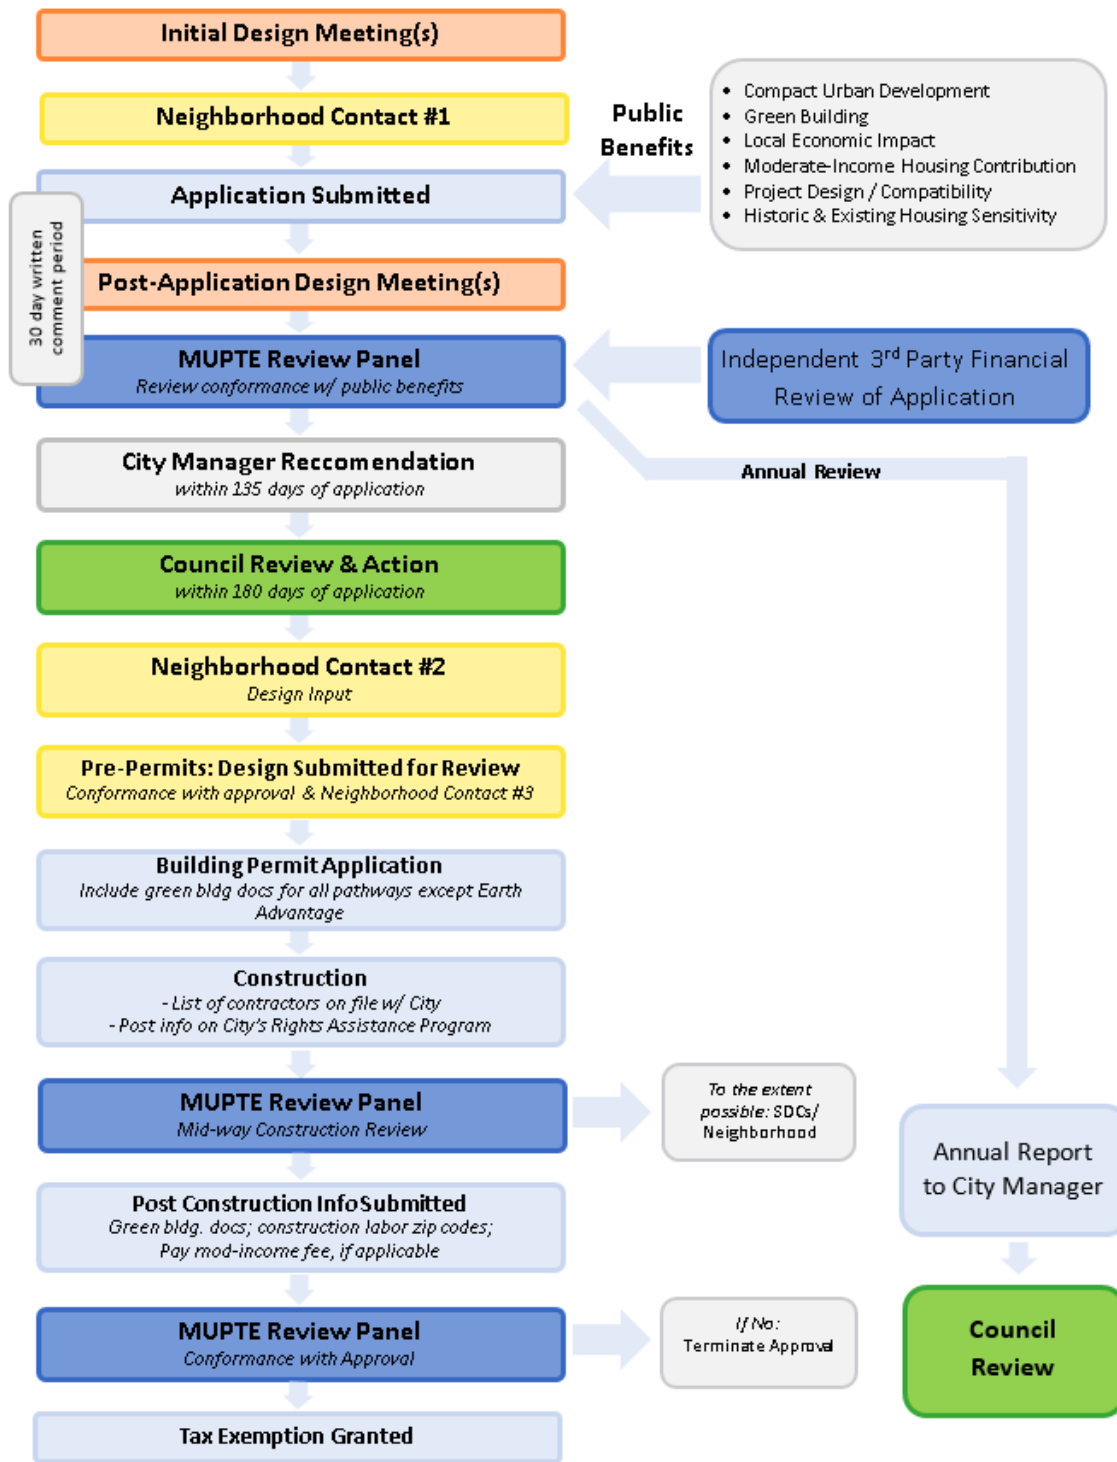 Initial Design Meeting(s)
Neighborhood Contact #1
Public
Benefits
• Compact Urban Development
• Green Building
• Local Economic Impact
• Moderate-Income Housing Contribution
• Project Design / Compatibility
• Historic & Existing Housing Sensitivity
Application Submitted
30 day written
comment period
Post-Application Design Meeting(s)
MUPTE Review Panel
Review conformance w/ public benefits
Independent 3rd Party Financial
Review of Application
Annual Review
City Manager Reccomendation
within 135 days of application
Council Review & Action
within 180 days of application
Neighborhood Contact #2
Design Input
Pre-Permits: Design Submitted for Review
Conformance with approval & Neighborhood Contact #3
Building Permit Application
Include green bldg docs for all pathways except Earth
Advantage
Construction
- List of contractors on file w/ City
- Post info on City's Rights Assistance Program
MUPTE Review Panel
Mid-way Construction Review
To the extent
possible: SDCs/
Neighborhood
Annual Report
to City Manager
Post Construction Info Submitted
Green bldg. docs; construction labor zip codes;
Pay mod-income fee, if applicable
MUPTE Review Panel
Conformance with Approval
If No:
Terminate Approval
Council
Review
Tax Exemption Granted